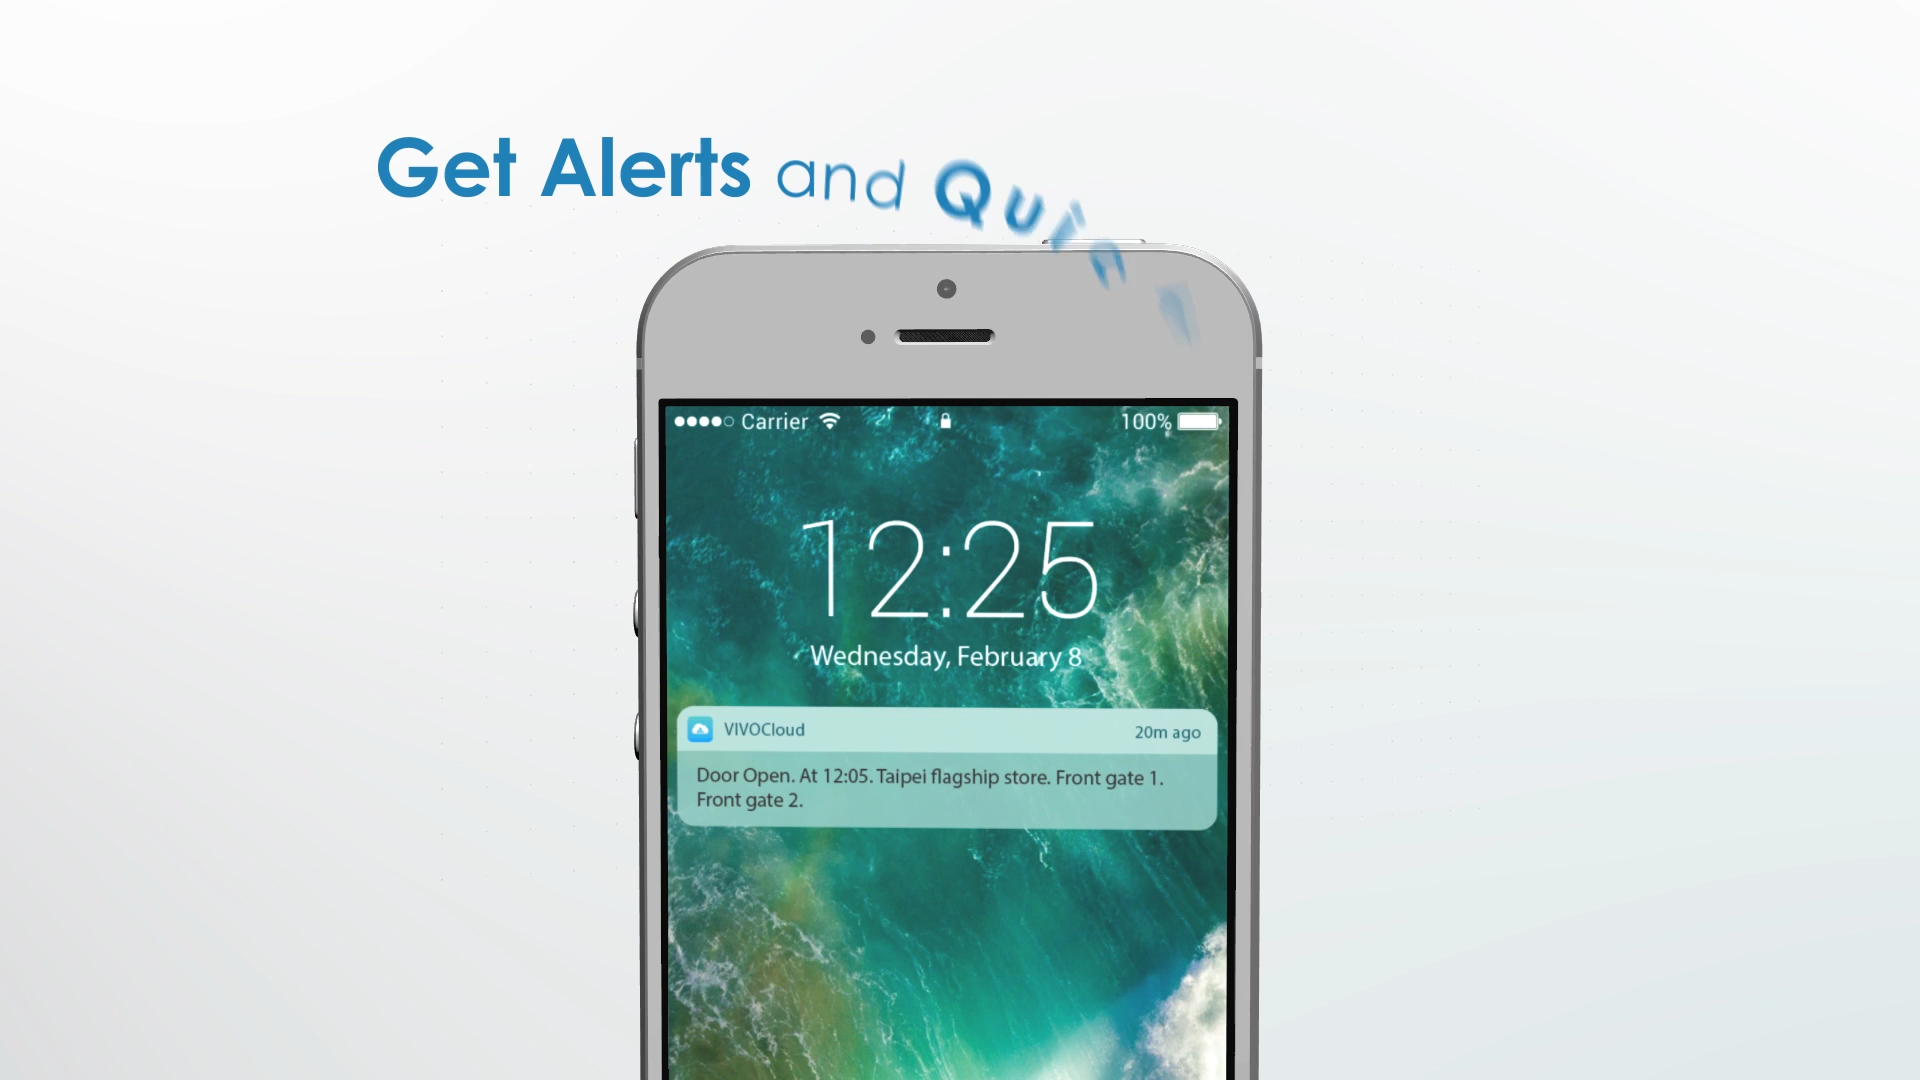 Get Alerts and Quic
Carrier
100%
12:25
Wednesday, February 8
VIVOCloud
20m ago
Door Open. At 12:05. Taipei flagship store. Front gate 1.
Front gate 2.